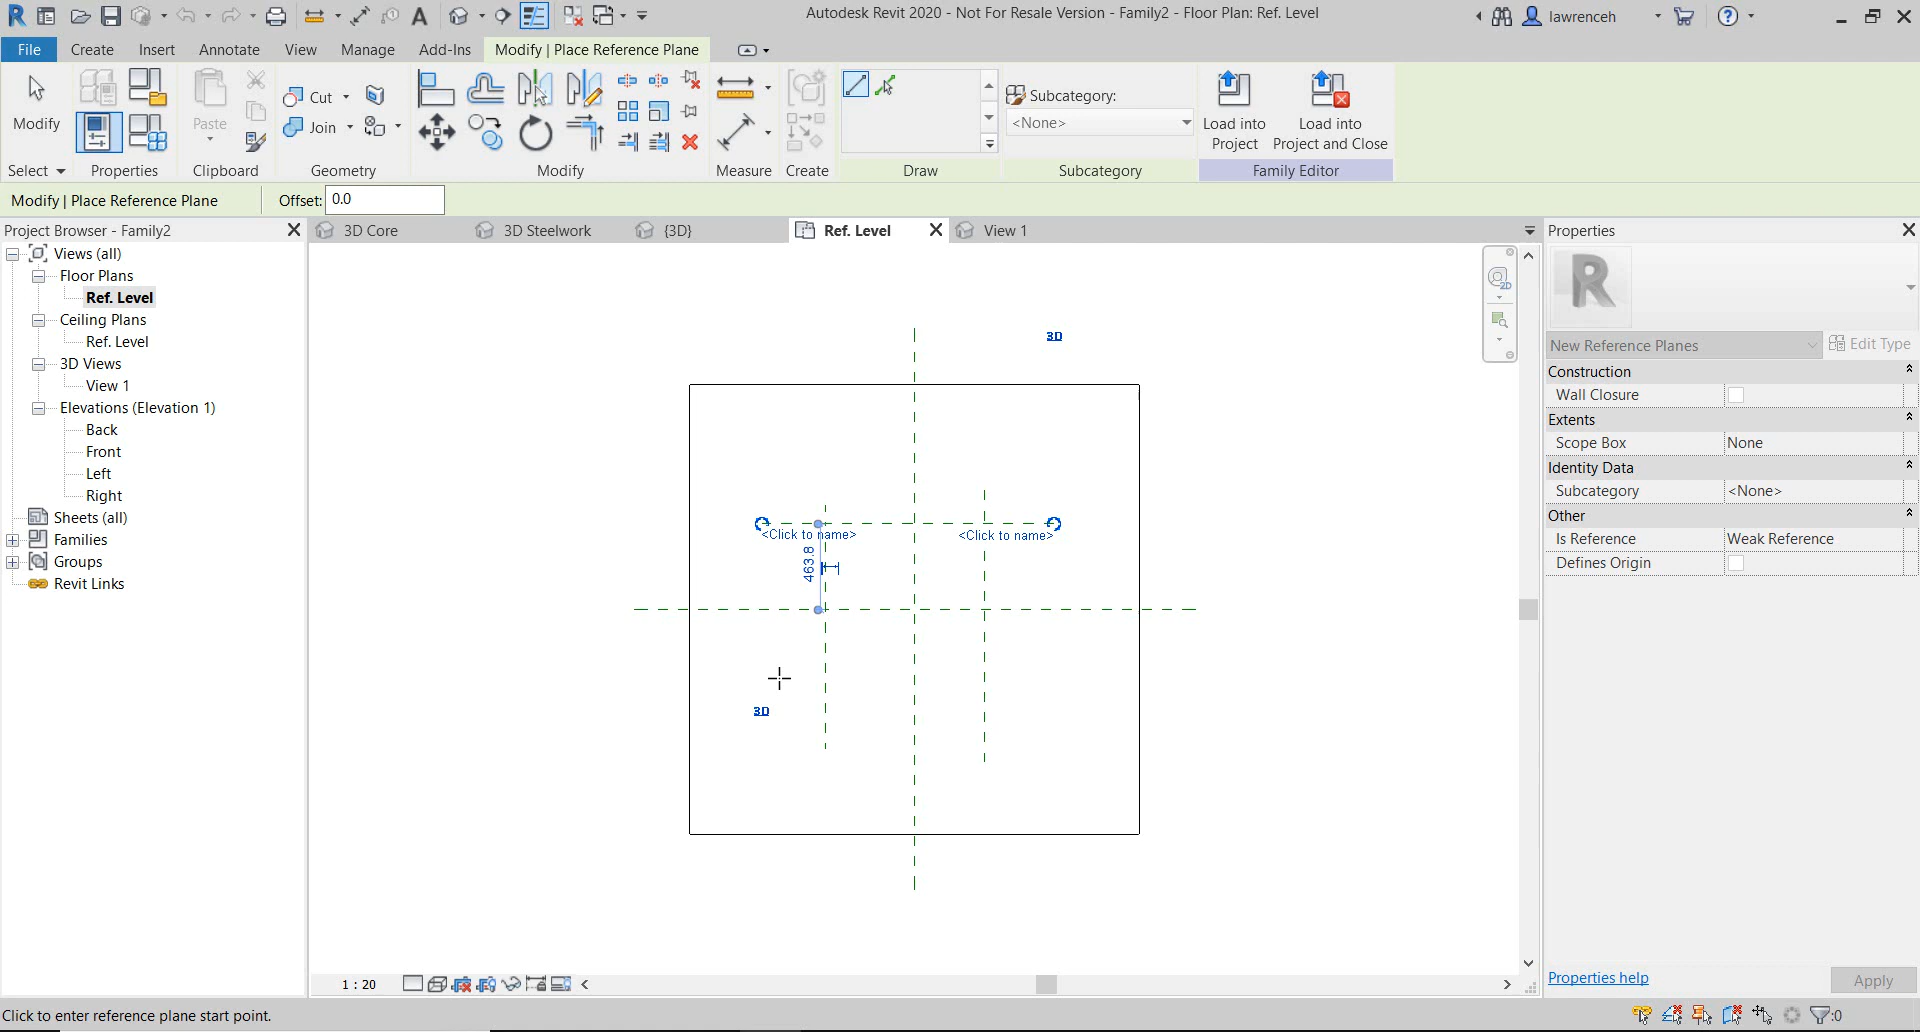 Autodesk Revit 2020 - Not For Resale Version - Family2 - Floor Plan: Ref. Level
lawrenceh
File Create Insert Annotate View Manage Add-Ins Modify | Place Reference Plane
Modify
Paste
Cut
Join
Subcategory:
<None>
Load into Project
Load into Project and Close
Select Properties Clipboard Geometry Modify Measure Create Draw Subcategory Family Editor
Modify | Place Reference Plane Offset: 0.0
Project Browser - Family2
3D Core 3D Steelwork {3D} Ref. Level View 1
Views (all)
Floor Plans
Ref. Level
Ceiling Plans
Ref. Level
3D Views
View 1
Elevations (Elevation 1)
Back
Front
Left
Right
Sheets (all)
Families
Groups
Revit Links
2D
3D
<Click to name> <Click to name>
463.8
3D
Properties
R
New Reference Planes Edit Type
Construction
Wall Closure
Extents
Scope Box None
Identity Data
Subcategory <None>
Other
Is Reference Weak Reference
Defines Origin
Properties help Apply
1 : 20
Click to enter reference plane start point.
:0